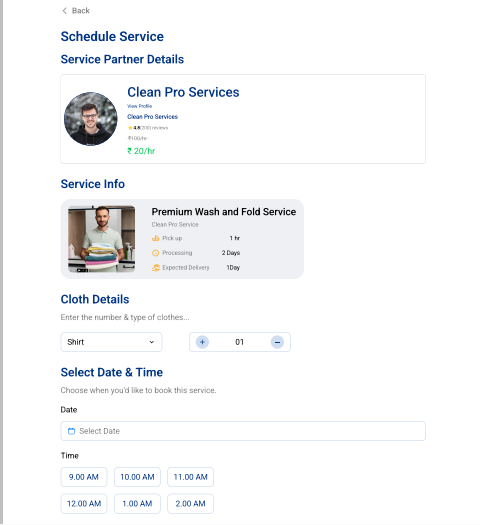 Back
Schedule Service
Service Partner Details
Clean Pro Services
View Profile
Clean Pro Services
4.8(200) reviews
₹ 20/hr
Service Info
Premium Wash and Fold Service
Clean Pro Service
Pick up 1 hr
Processing 2 Days
Expected Delivery 1Day
Cloth Details
Enter the number & type of clothes...
Shirt + 01 −
Select Date & Time
Choose when you'd like to book this service.
Date
Select Date
Time
9.00 AM 10.00 AM 11.00 AM
12.00 AM 1.00 AM 2.00 AM